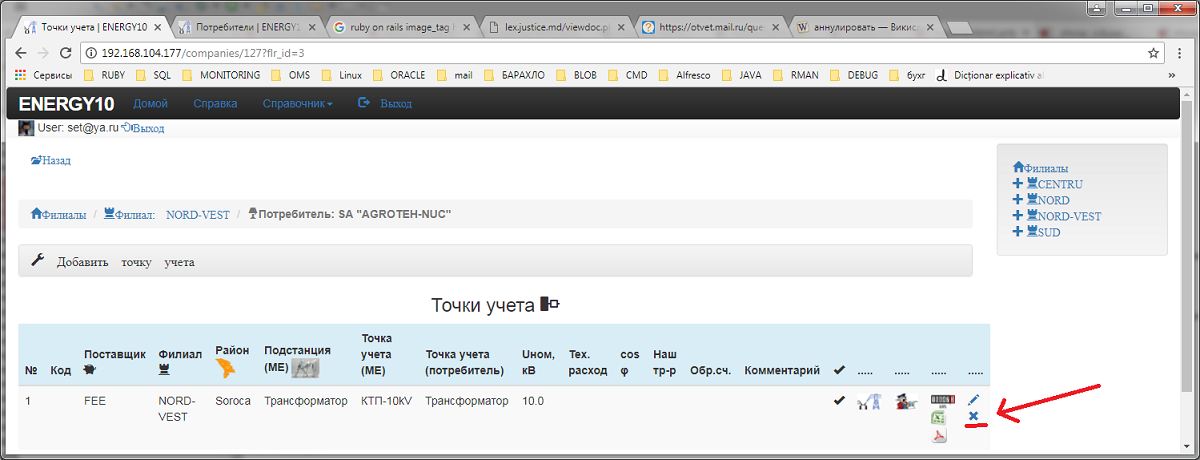 Точки учета | ENERGY10
Потребители | ENERGY1
ruby on rails image_tag
lex.justice.md/viewdoc.p
https://otvet.mail.ru/que
аннулировать — Викис
192.168.104.177/companies/127?flr_id=3
Сервисы RUBY SQL MONITORING OMS Linux ORACLE mail БАРАХЛО BLOB CMD Alfresco JAVA RMAN DEBUG бухг Dicționar explicativ al »
ENERGY10 Домой Справка Справочник Выход
User: set@ya.ru Выход
Назад
Филиалы
CENTRU
NORD
NORD-VEST
SUD
Филиалы / Филиал: NORD-VEST / Потребитель: SA "AGROTEH-NUC"
Добавить точку учета
Точки учета
№ Код Поставщик Филиал Район Подстанция (МЕ) Точка учета (МЕ) Точка учета (потребитель) Uном, кВ Тех. расход cos φ Наш тр-р Обр.сч. Комментарий ..... ..... ..... .....
1 FEE NORD-VEST Soroca Трансформатор КТП-10kV Трансформатор 10.0